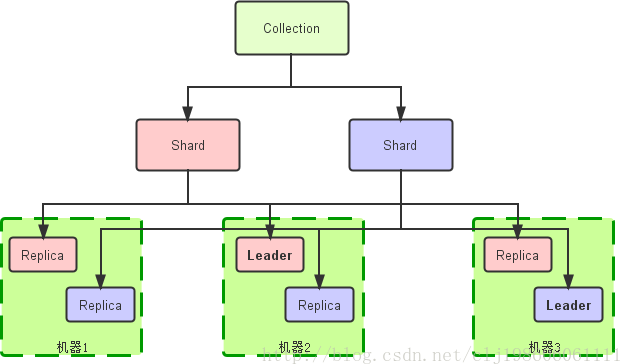 Collection
Shard
Shard
Replica
Leader
Replica
Replica
Replica
Leader
机器1
机器2
机器3